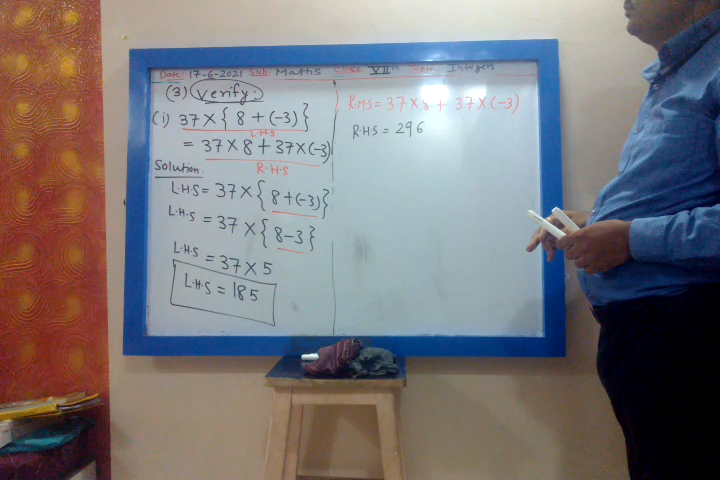 Date: 17-6-2021 Sub: Maths Class VII th Topic Integers
(3) Verify:
(i) 37 × { 8 + (-3) }
L.H.S
= 37 × 8 + 37 × (-3)
R.H.S
Solution.
L.H.S = 37 × { 8 + (-3) }
L.H.S = 37 × { 8-3 }
L.H.S = 37 × 5
L.H.S = 185
R.H.S = 37 × 8 + 37 × (-3)
R.H.S = 296